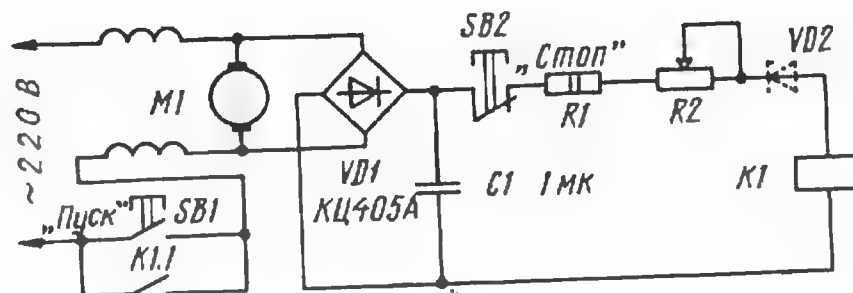 SB2
„Стоп"
VD2
~220 В
M1
R1
R2
VD1
КЦ405А
C1 1 мк
K1
„Пуск"
SB1
K1.1